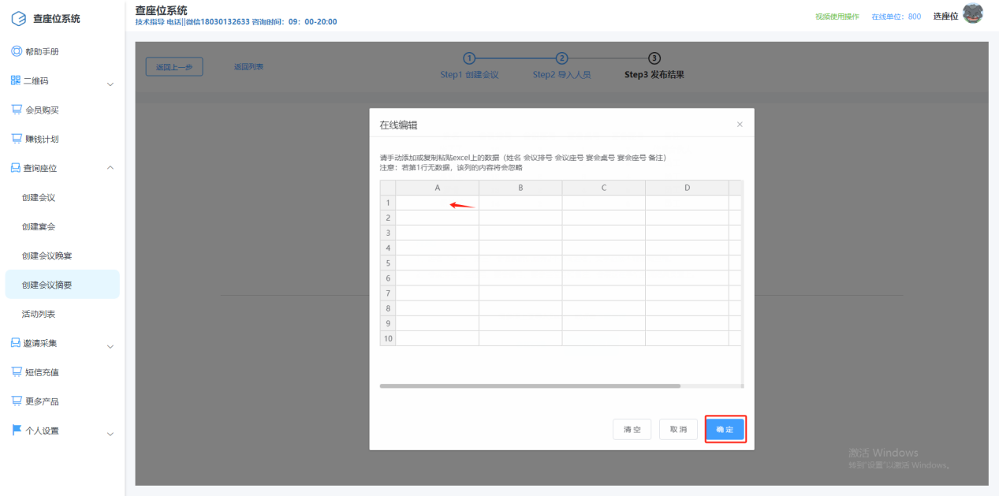 查座位系统
查座位系统
技术指导 电话||微信18030132633 咨询时间：09：00-20:00
视频使用操作
在线单位：800
选座位
帮助手册
二维码
会员购买
赚钱计划
查询座位
创建会议
创建宴会
创建会议晚宴
创建会议摘要
活动列表
邀请采集
短信充值
更多产品
个人设置
返回上一步
返回列表
1
2
3
Step1 创建会议
Step2 导入人员
Step3 发布结果
在线编辑
请手动添加或复制粘贴excel上的数据（姓名 会议排号 会议座号 宴会桌号 宴会座号 备注）
注意：若第1行无数据，该列的内容将会忽略
A B C D
1
2
3
4
5
6
7
8
9
10
清空
取消
确定
激活 Windows
转到"设置"以激活 Windows。